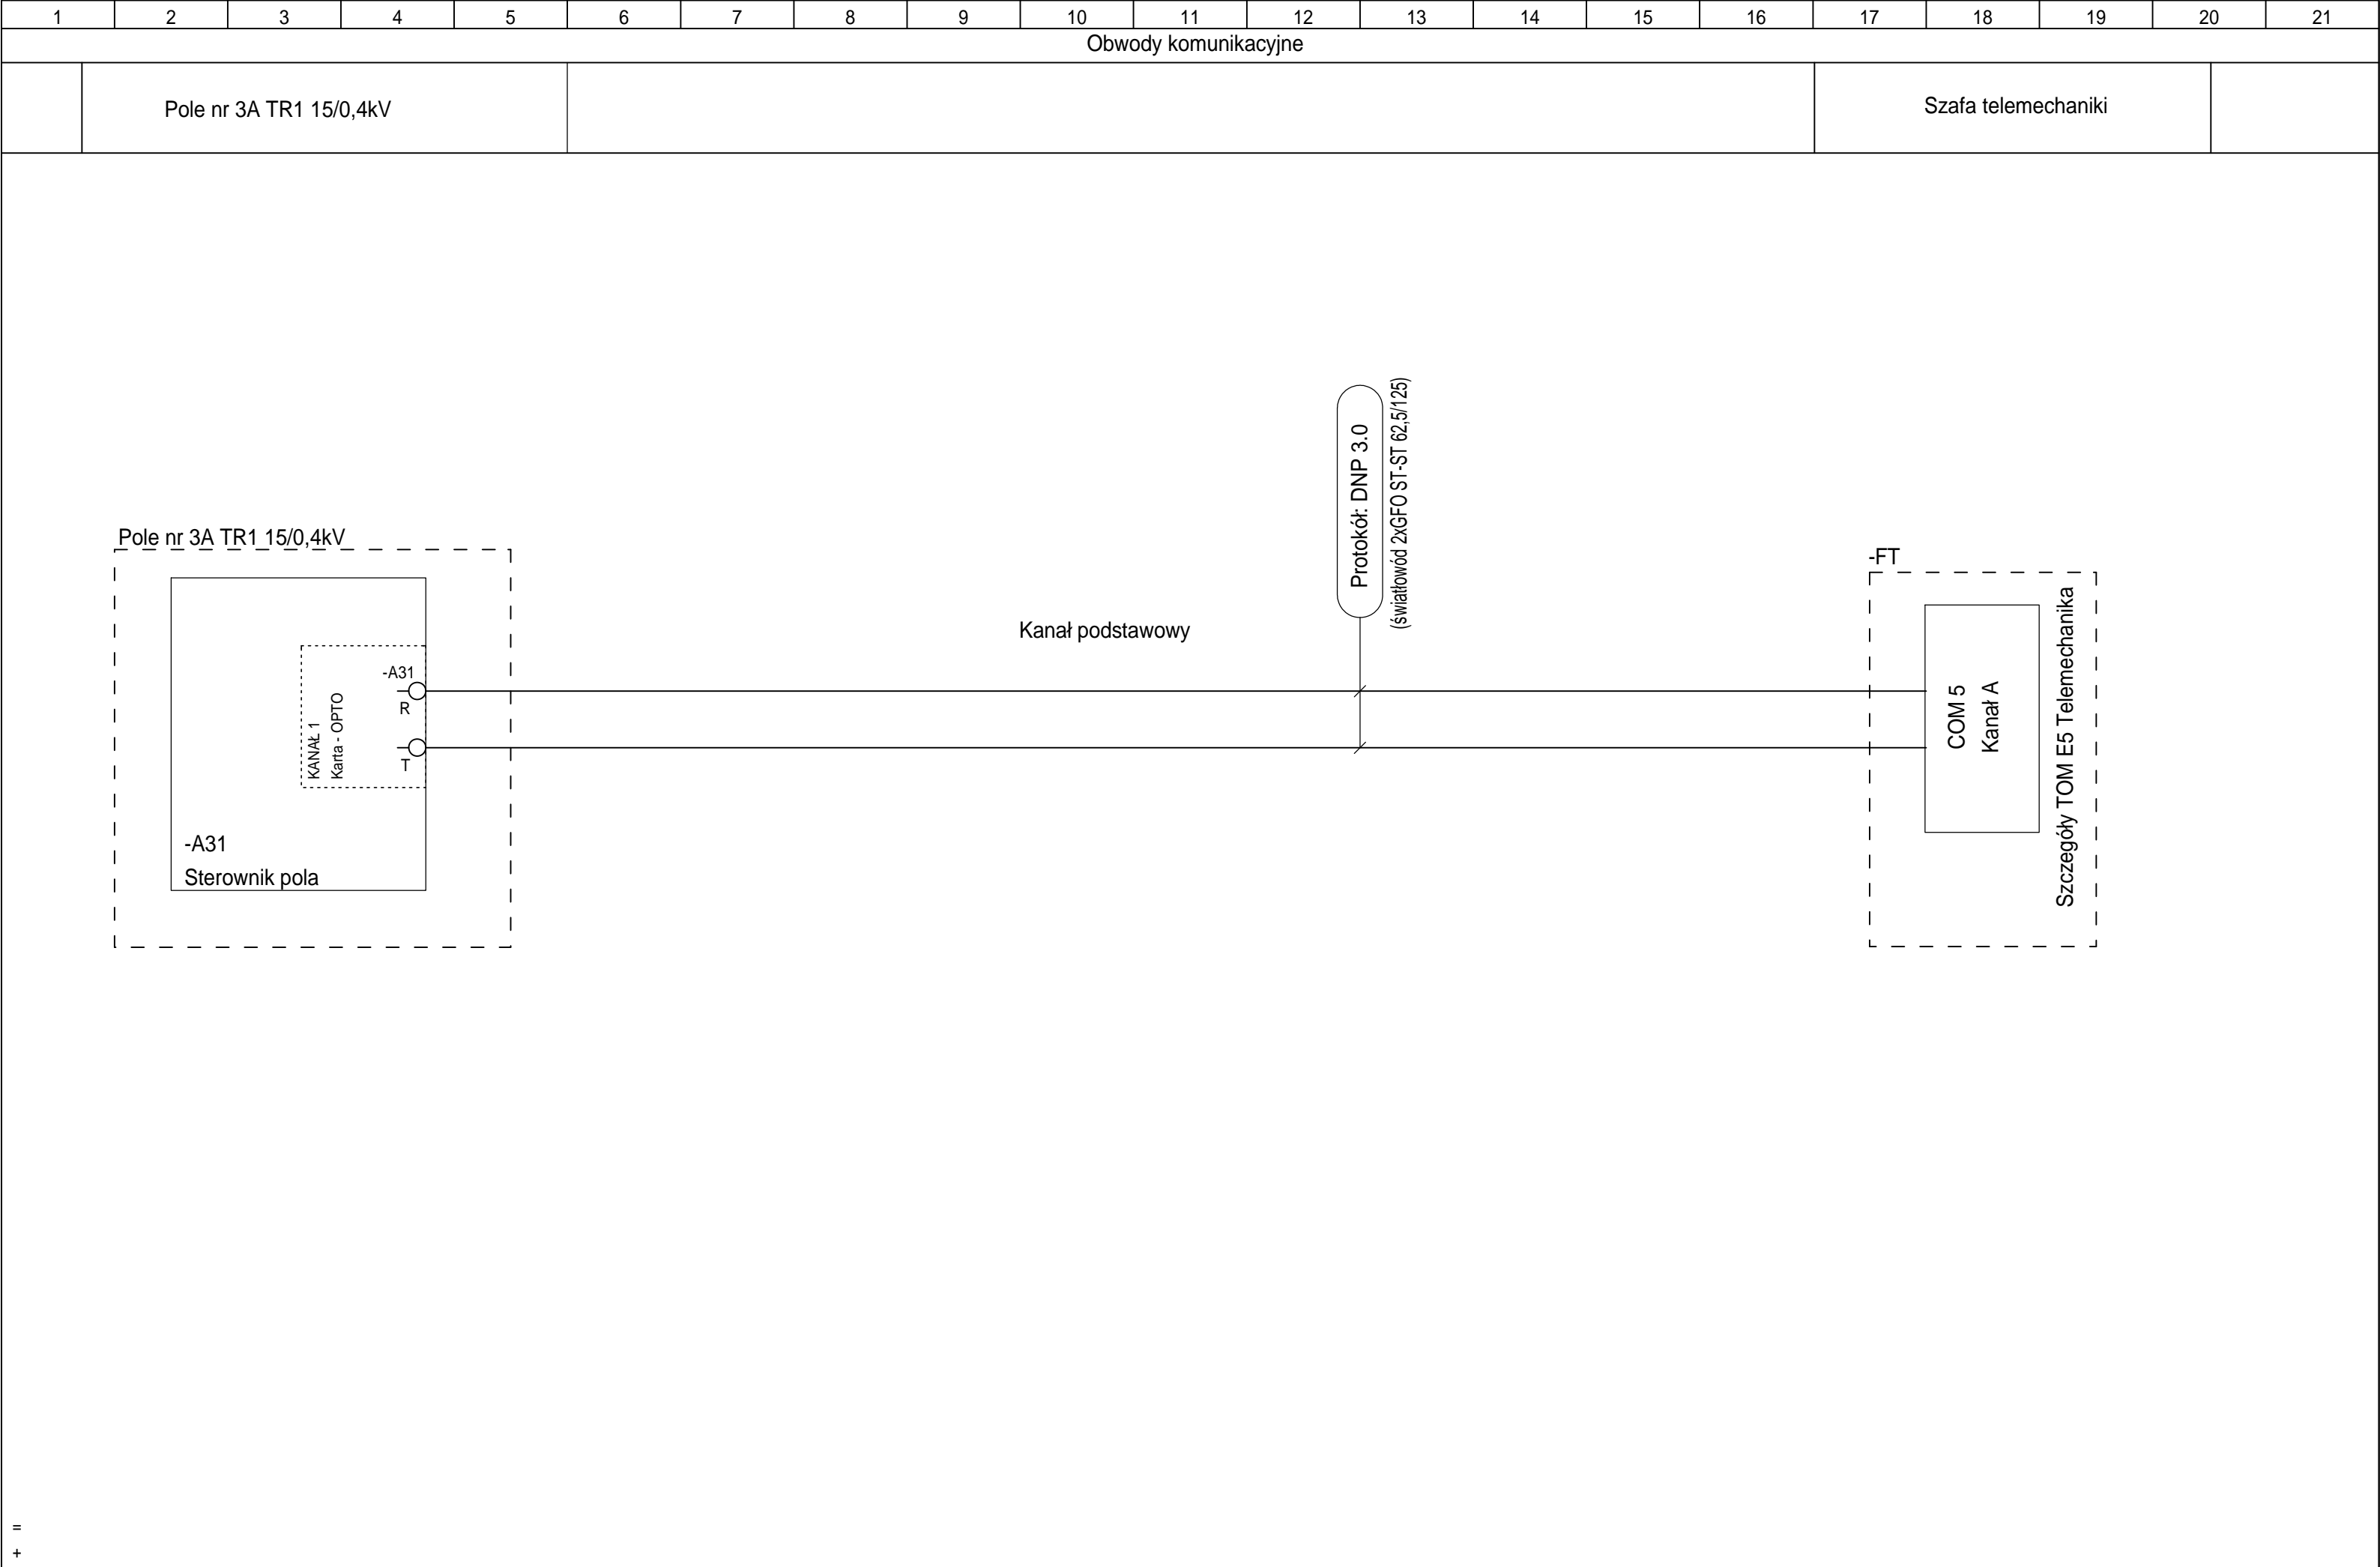 1 2 3 4 5 6 7 8 9 10 11 12 13 14 15 16 17 18 19 20 21
Obwody komunikacyjne
Pole nr 3A TR1 15/0,4kV
Szafa telemechaniki
Protokół: DNP 3.0
(światłowód 2xGFO ST-ST 62,5/125)
Pole nr 3A TR1 15/0,4kV
-FT
Kanał podstawowy
-A31
R
T
KANAŁ 1
Karta - OPTO
-A31
Sterownik pola
COM 5
Kanał A
Szczegóły TOM E5 Telemechanika
=
+